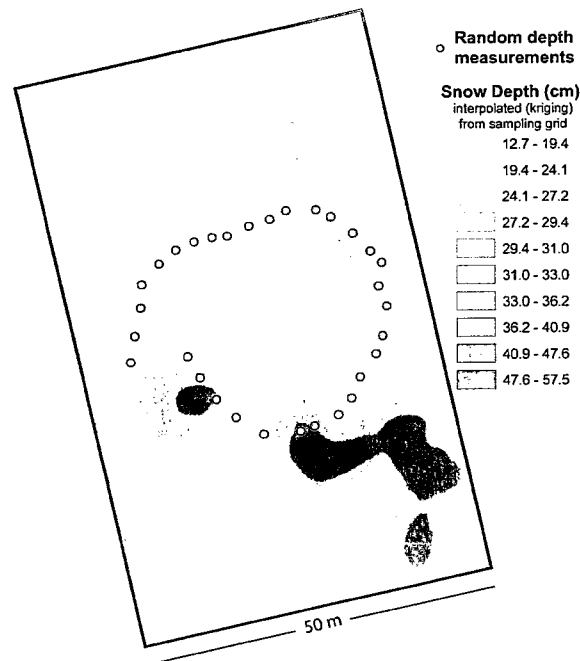 Random depth
measurements
Snow Depth (cm)
interpolated (kriging)
from sampling grid
12.7 - 19.4
19.4 - 24.1
24.1 - 27.2
27.2 - 29.4
29.4 - 31.0
31.0 - 33.0
33.0 - 36.2
36.2 - 40.9
40.9 - 47.6
47.6 - 57.5
50 m